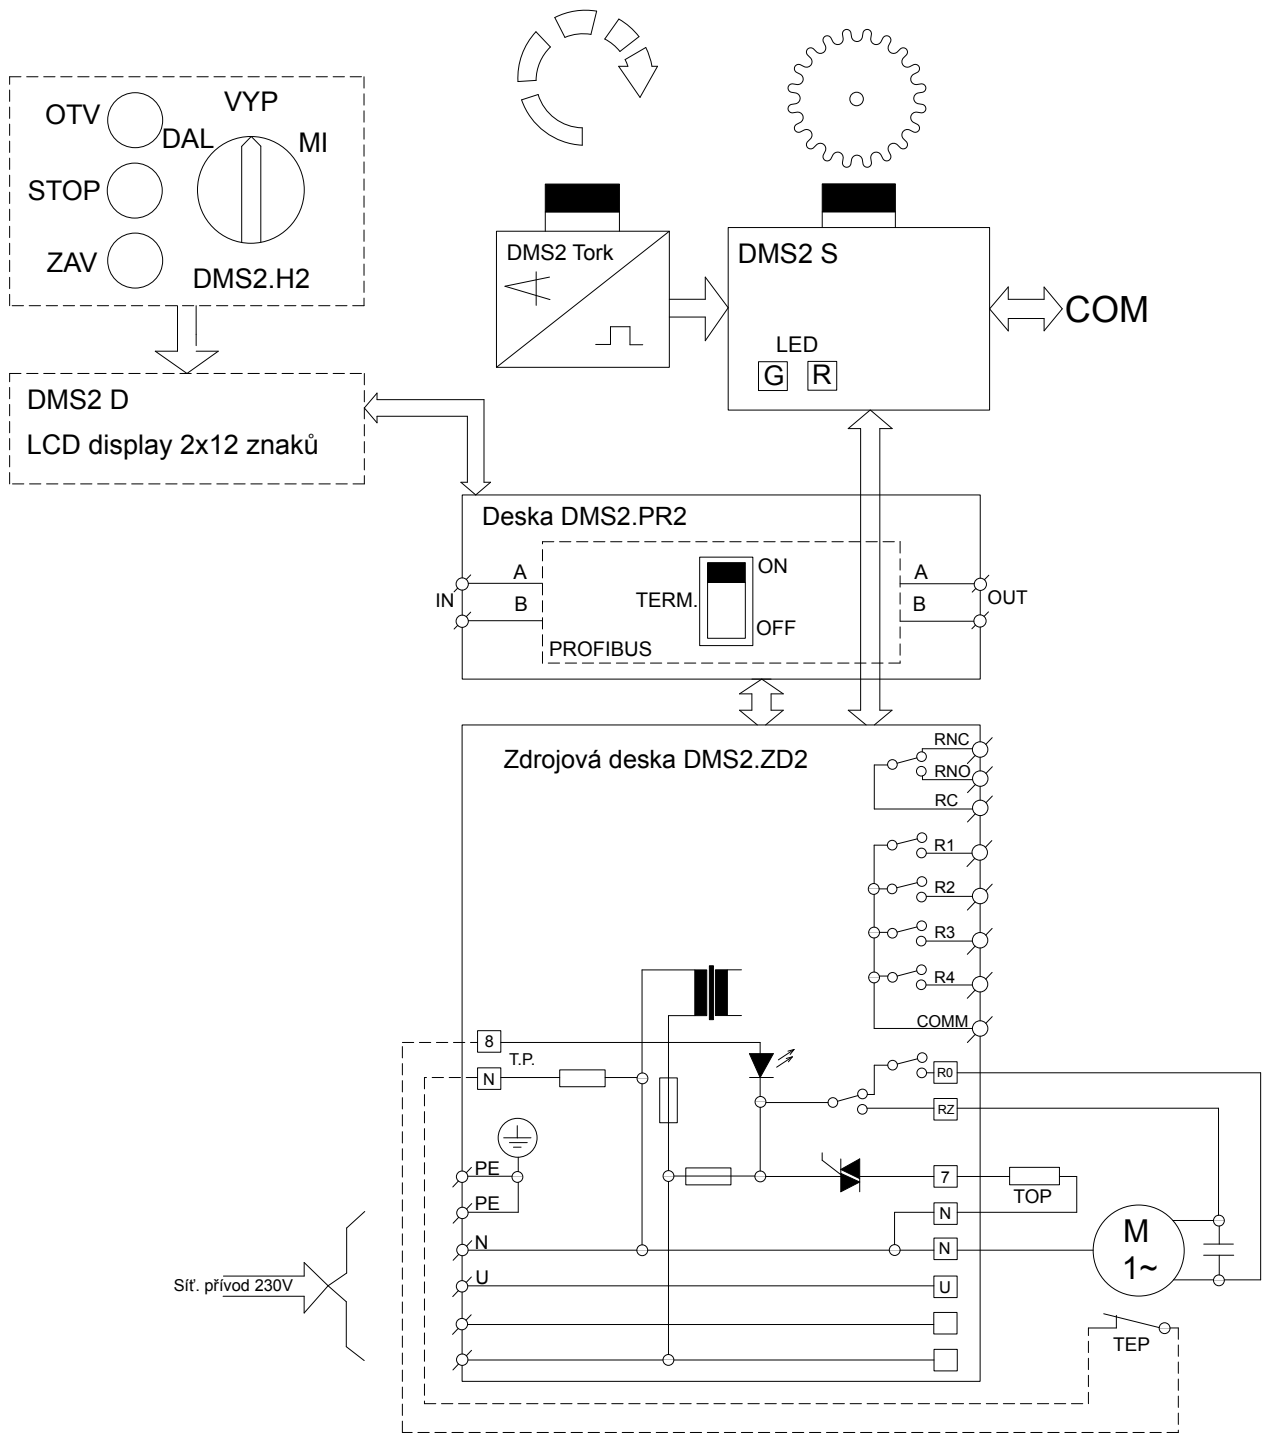 OTV
VYP
DAL
MI
STOP
ZAV
DMS2.H2
DMS2 D
LCD display 2x12 znaků
DMS2 Tork
DMS2 S
LED
G R
COM
Deska DMS2.PR2
IN
A
B
TERM.
ON
OFF
PROFIBUS
A
B
OUT
Zdrojová deska DMS2.ZD2
RNC
RNO
RC
R1
R2
R3
R4
COMM
8
T.P.
N
R0
RZ
PE
PE
7
TOP
N
N
N
U
U
M
1~
TEP
Síť. přívod 230V